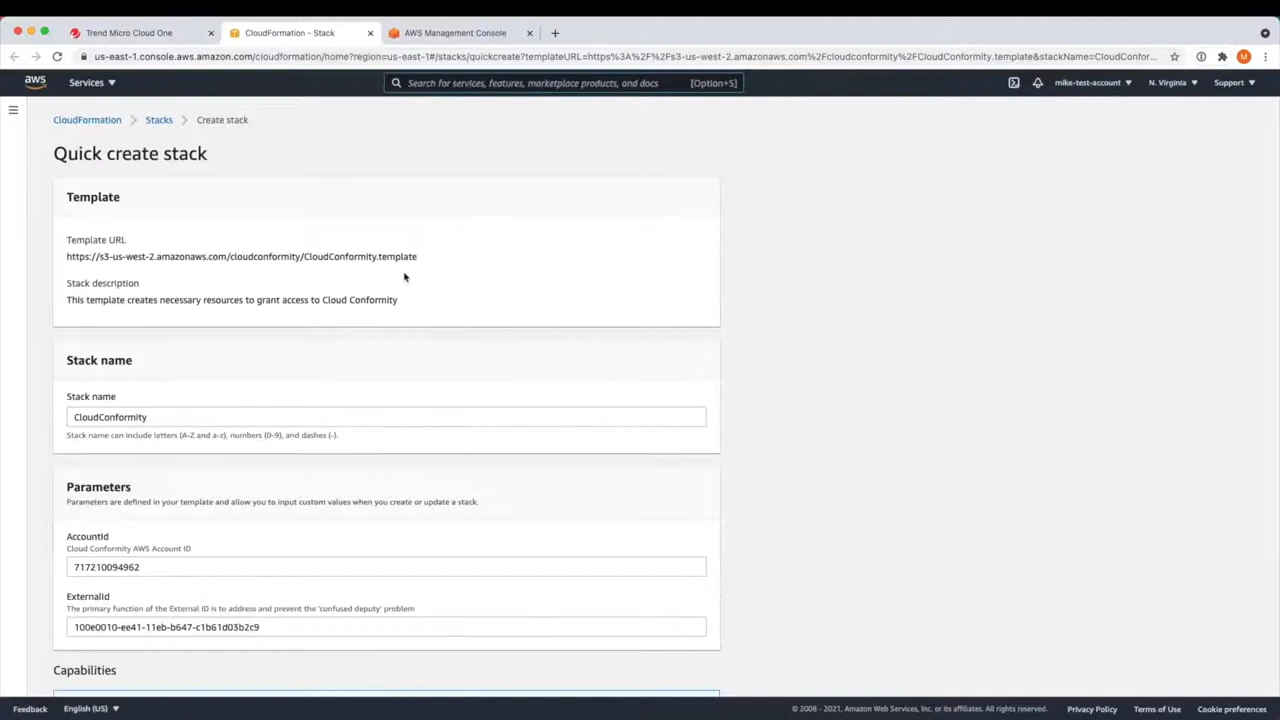 Trend Micro Cloud One
CloudFormation - Stack
AWS Management Console
us-east-1.console.aws.amazon.com/cloudformation/home?region=us-east-1#/stacks/quickcreate?templateURL=https%3A%2F%2Fs3-us-west-2.amazonaws.com%2Fcloudconformity%2FCloudConformity.template&stackName=CloudConfor...
M
aws
Services
Search for services, features, marketplace products, and docs
[Option+S]
mike-test-account
N. Virginia
Support
CloudFormation
Stacks
Create stack
Quick create stack
Template
Template URL
https://s3-us-west-2.amazonaws.com/cloudconformity/CloudConformity.template
Stack description
This template creates necessary resources to grant access to Cloud Conformity
Stack name
Stack name
CloudConformity
Stack name can include letters (A-Z and a-z), numbers (0-9), and dashes (-).
Parameters
Parameters are defined in your template and allow you to input custom values when you create or update a stack.
AccountId
Cloud Conformity AWS Account ID
717210094962
ExternalId
The primary function of the External ID is to address and prevent the 'confused deputy' problem
100e0010-ee41-11eb-b647-c1b61d03b2c9
Capabilities
Feedback
English (US)
© 2008 - 2021, Amazon Web Services, Inc. or its affiliates. All rights reserved.
Privacy Policy
Terms of Use
Cookie preferences